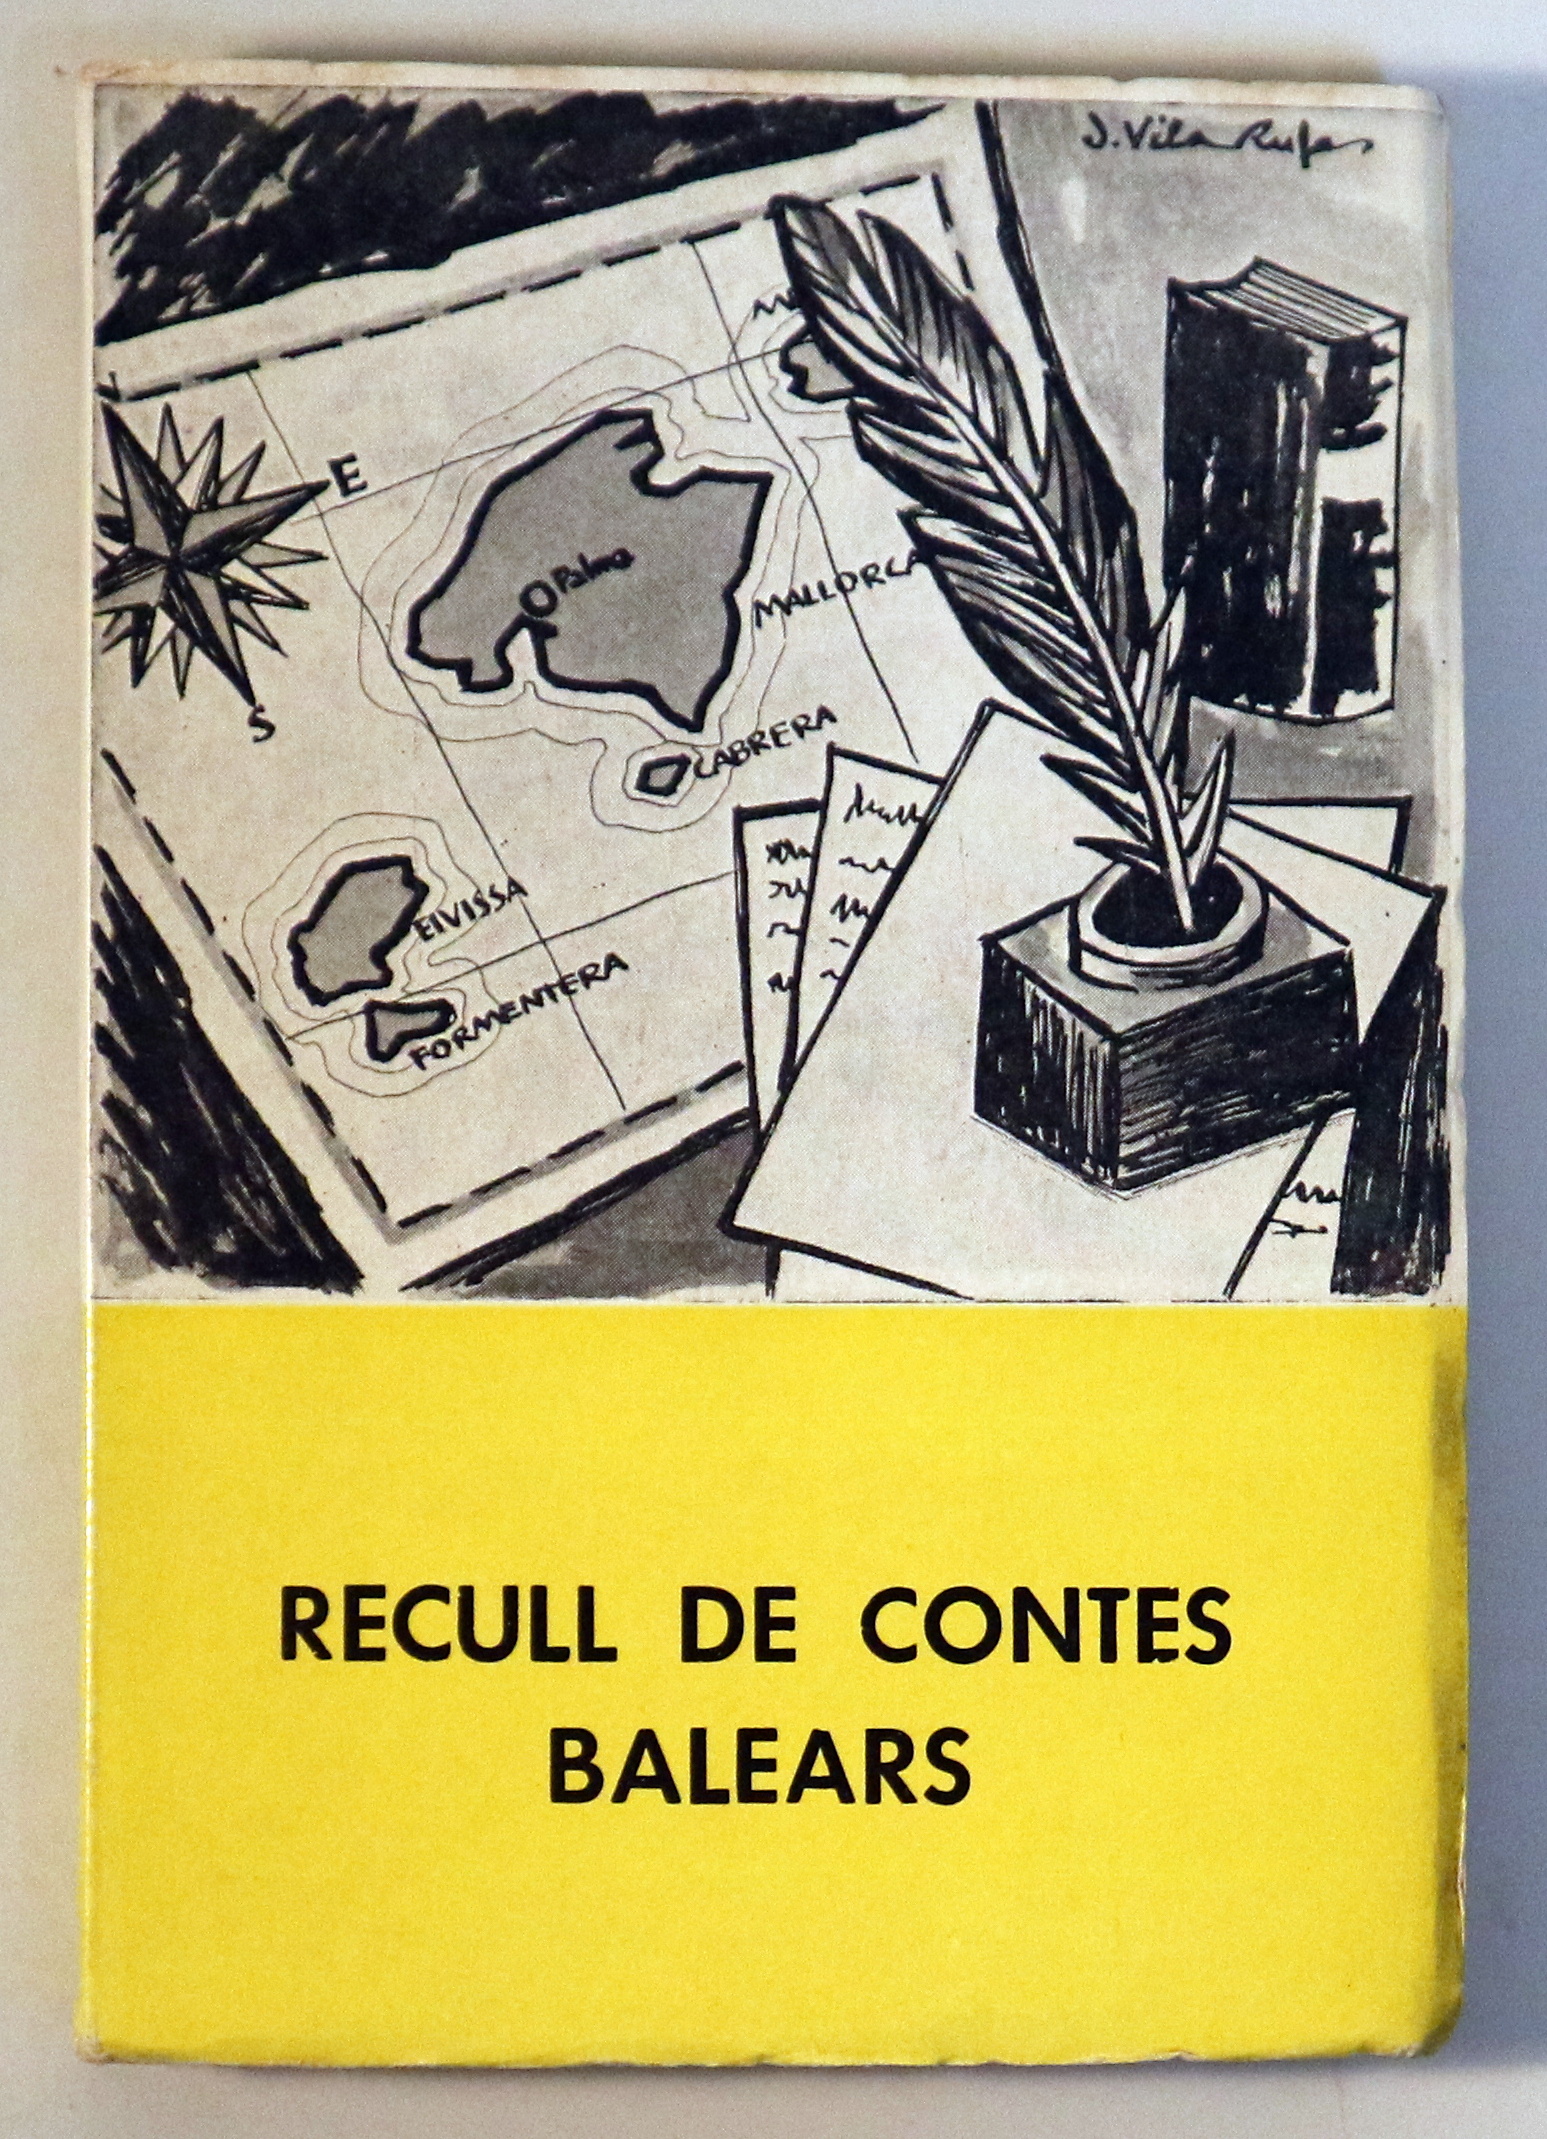 J. Vila Rufas
E
S
Palma
MALLORCA
CABRERA
EIVISSA
FORMENTERA
RECULL DE CONTES
BALEARS